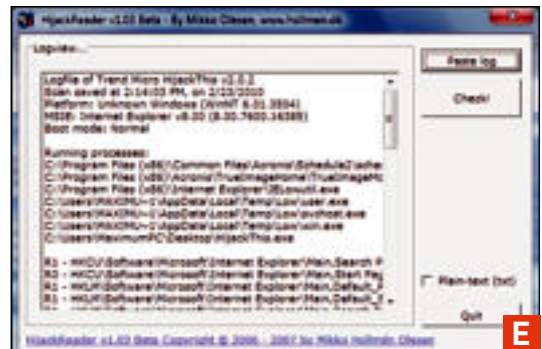 HijackReader v1.03 Beta - By Mikko Olesen, www.hollmen.dk
Logview...
Paste log
Logfile of Trend Micro HijackThis v2.0.2
Scan saved at 2:14:03 PM, on 2/23/2010
Check!
Platform: Unknown Windows (WinNT 6.01.3504)
MSIE: Internet Explorer v8.00 (8.00.7600.16385)
Boot mode: Normal
Running processes:
C:\Program Files (x86)\Common Files\Acronis\Schedule2\
C:\Program Files (x86)\Acronis\TrueImageHome\
C:\Program Files (x86)\Internet Explorer\IELowutil.exe
C:\Users\MAXIMU~1\AppData\Local\Temp\Low\user.exe
C:\Users\MAXIMU~1\AppData\Local\Temp\Low\
C:\Users\MAXIMU~1\AppData\Local\Temp\Low\win.exe
C:\Users\MaximumPC\Desktop\HijackThis.exe
R1 - HKCU\Software\Microsoft\Internet Explorer\Main,Search P
R0 - HKCU\Software\Microsoft\Internet Explorer\Main,Start Pag
R1 - HKLM\Software\Microsoft\Internet Explorer\Main,Default_
R1 - HKLM\Software\Microsoft\Internet Explorer\Main,Default_
Plain-text (txt)
Quit
HijackReader v1.03 Beta Copyright © 2006 - 2007 by Mikko Hollmén Olesen
E